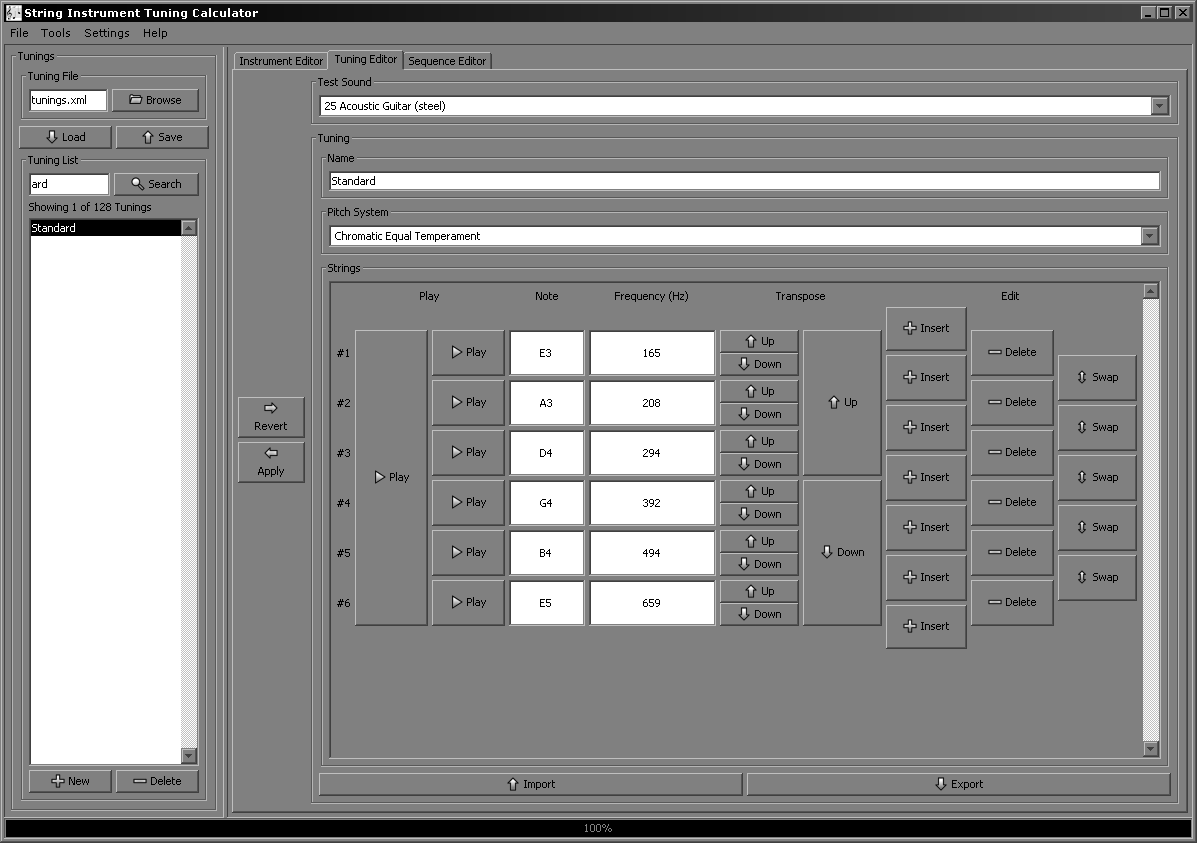 String Instrument Tuning Calculator
File Tools Settings Help
Tunings
Tuning File
tunings.xml Browse
Load Save
Tuning List
ard Search
Showing 1 of 128 Tunings
Standard
New Delete
Instrument Editor Tuning Editor Sequence Editor
Revert
Apply
Test Sound
25 Acoustic Guitar (steel)
Tuning
Name
Standard
Pitch System
Chromatic Equal Temperament
Strings
Play Note Frequency (Hz) Transpose Edit
Insert
#1 Play E3 165 Up Down Delete
Insert Swap
#2 Play A3 208 Up Down Up Delete
Insert Swap
#3 Play D4 294 Up Down Delete
Play Insert Swap
#4 Play G4 392 Up Down Delete
Insert Swap
#5 Play B4 494 Up Down Down Delete
Insert Swap
#6 Play E5 659 Up Down Delete
Insert
Import Export
100%